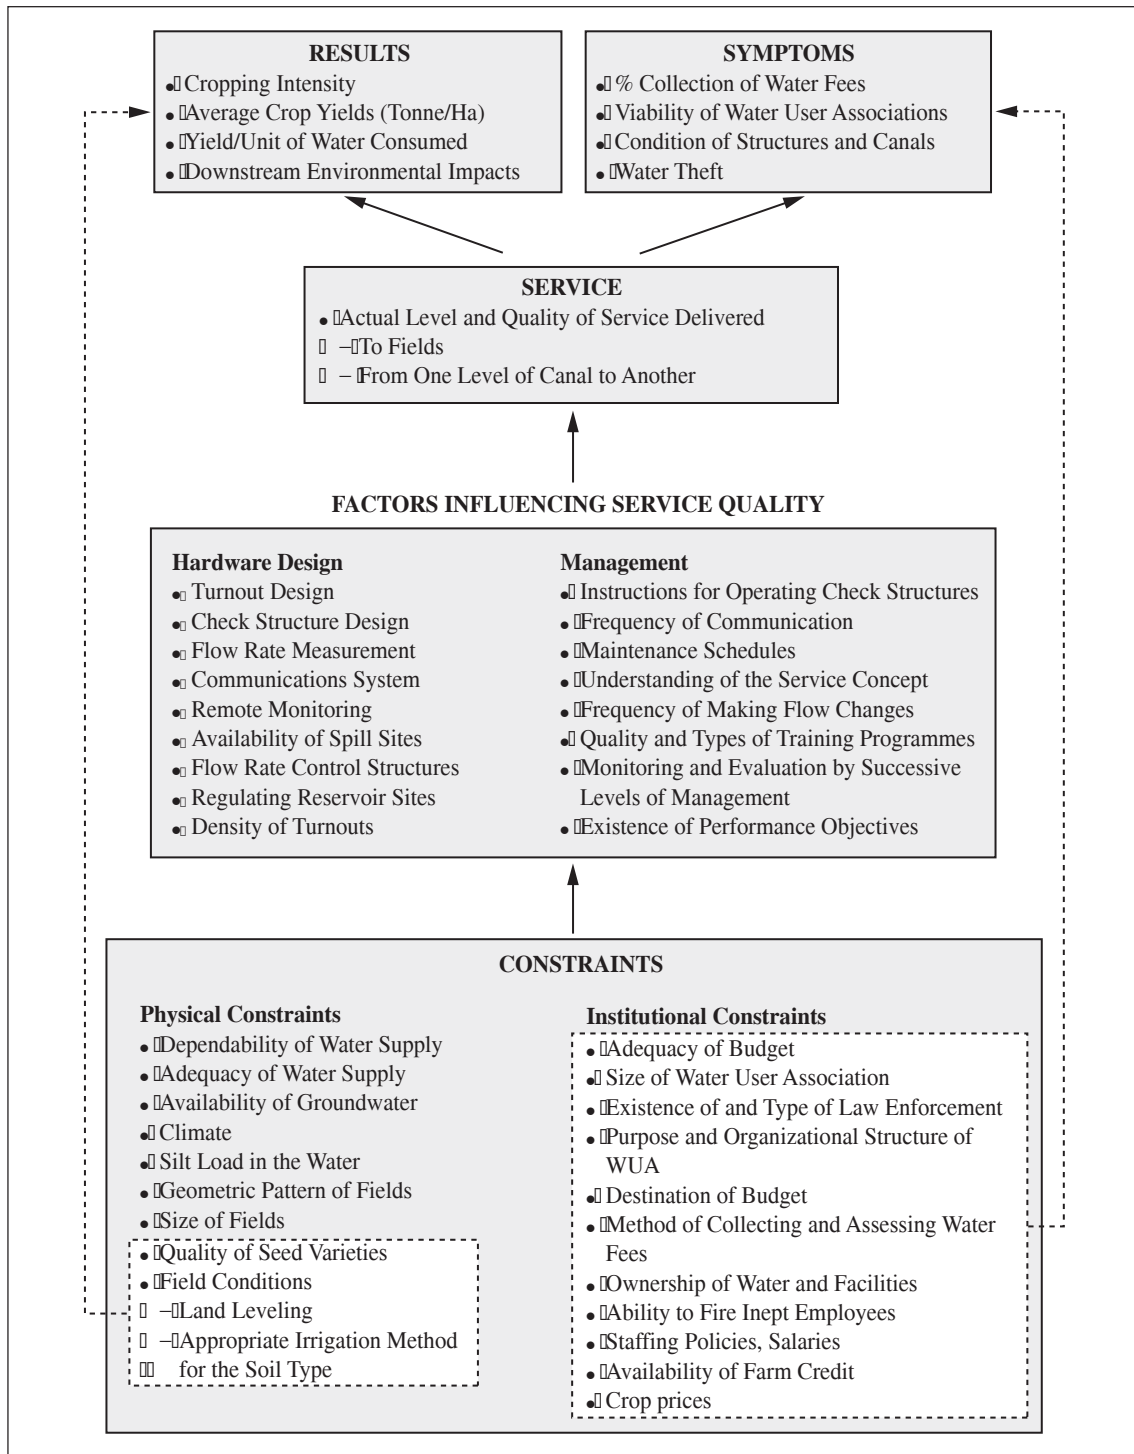 RESULTS
• Cropping Intensity
• Average Crop Yields (Tonne/Ha)
• Yield/Unit of Water Consumed
• Downstream Environmental Impacts
SYMPTOMS
• % Collection of Water Fees
• Viability of Water User Associations
• Condition of Structures and Canals
• Water Theft
SERVICE
• Actual Level and Quality of Service Delivered
– To Fields
– From One Level of Canal to Another
FACTORS INFLUENCING SERVICE QUALITY
Hardware Design
• Turnout Design
• Check Structure Design
• Flow Rate Measurement
• Communications System
• Remote Monitoring
• Availability of Spill Sites
• Flow Rate Control Structures
• Regulating Reservoir Sites
• Density of Turnouts
Management
• Instructions for Operating Check Structures
• Frequency of Communication
• Maintenance Schedules
• Understanding of the Service Concept
• Frequency of Making Flow Changes
• Quality and Types of Training Programmes
• Monitoring and Evaluation by Successive
Levels of Management
• Existence of Performance Objectives
CONSTRAINTS
Physical Constraints
• Dependability of Water Supply
• Adequacy of Water Supply
• Availability of Groundwater
• Climate
• Silt Load in the Water
• Geometric Pattern of Fields
• Size of Fields
• Quality of Seed Varieties
• Field Conditions
– Land Leveling
– Appropriate Irrigation Method
for the Soil Type
Institutional Constraints
• Adequacy of Budget
• Size of Water User Association
• Existence of and Type of Law Enforcement
• Purpose and Organizational Structure of
WUA
• Destination of Budget
• Method of Collecting and Assessing Water
Fees
• Ownership of Water and Facilities
• Ability to Fire Inept Employees
• Staffing Policies, Salaries
• Availability of Farm Credit
• Crop prices